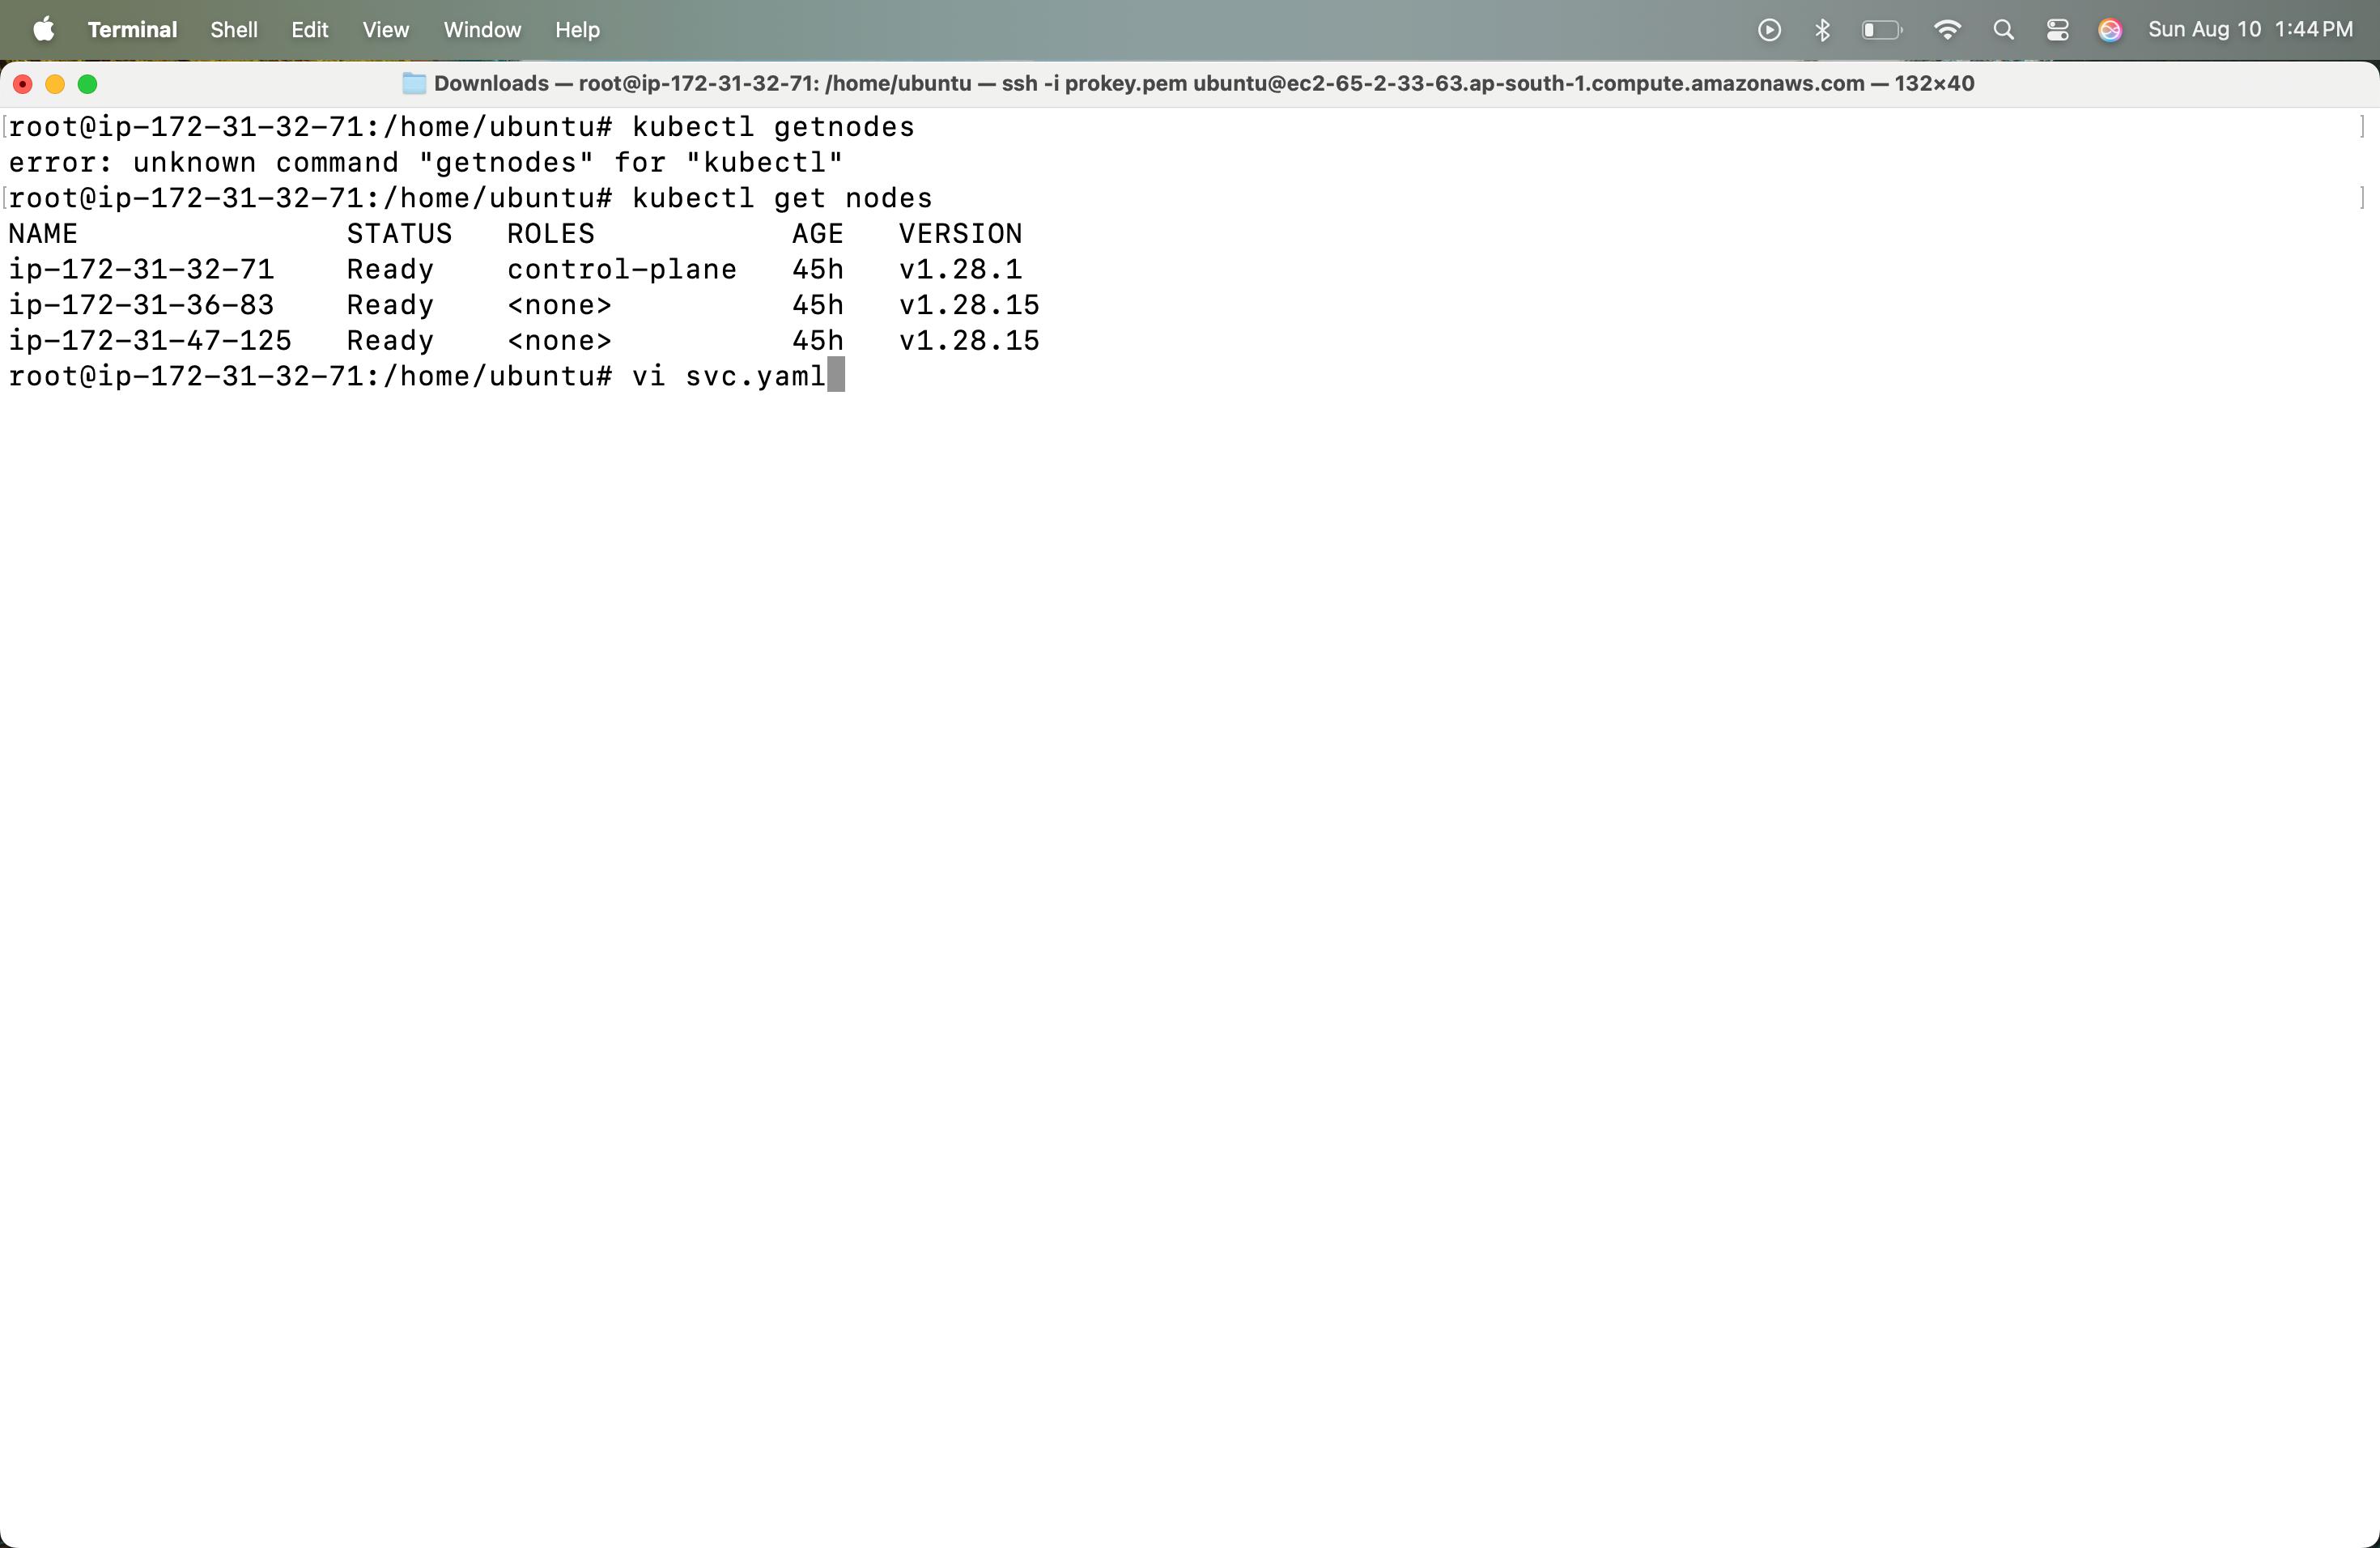 Terminal Shell Edit View Window Help Sun Aug 10 1:44 PM
Downloads — root@ip-172-31-32-71: /home/ubuntu — ssh -i prokey.pem ubuntu@ec2-65-2-33-63.ap-south-1.compute.amazonaws.com — 132×40
[root@ip-172-31-32-71:/home/ubuntu# kubectl getnodes ]
error: unknown command "getnodes" for "kubectl"
[root@ip-172-31-32-71:/home/ubuntu# kubectl get nodes ]
NAME STATUS ROLES AGE VERSION
ip-172-31-32-71 Ready control-plane 45h v1.28.1
ip-172-31-36-83 Ready <none> 45h v1.28.15
ip-172-31-47-125 Ready <none> 45h v1.28.15
root@ip-172-31-32-71:/home/ubuntu# vi svc.yaml